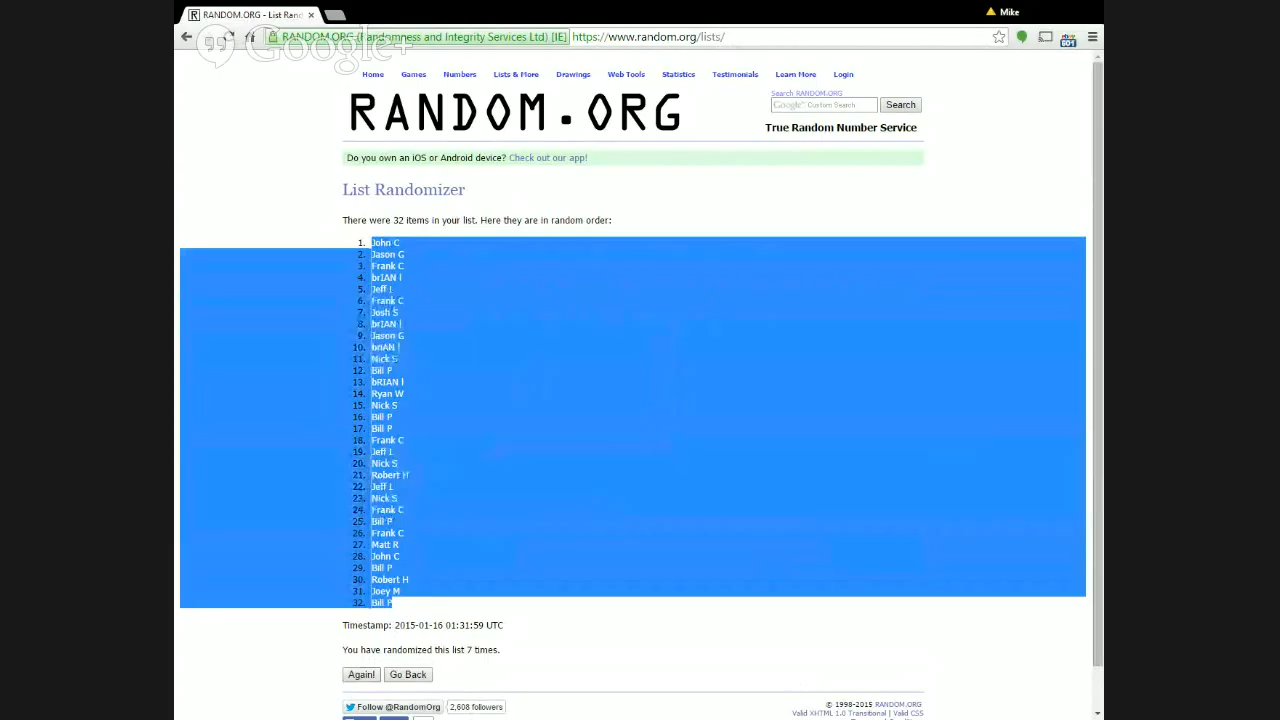 RANDOM.ORG - List Rand
Mike
RANDOM.ORG (Randomness and Integrity Services Ltd) [IE] https://www.random.org/lists/
Google+
Home Games Numbers Lists & More Drawings Web Tools Statistics Testimonials Learn More Login
Search RANDOM.ORG
RANDOM.ORG
Google Custom Search Search
True Random Number Service
Do you own an iOS or Android device? Check out our app!
List Randomizer
There were 32 items in your list. Here they are in random order:
1. John C
2. Jason G
3. Frank C
4. brIAN l
5. Jeff L
6. Frank C
7. Josh S
8. brIAN l
9. Jason G
10. briAN l
11. Nick S
12. Bill P
13. bRIAN l
14. Ryan W
15. Nick S
16. Bill P
17. Bill P
18. Frank C
19. Jeff L
20. Nick S
21. Robert H
22. Jeff L
23. Nick S
24. Frank C
25. Bill P
26. Frank C
27. Matt R
28. John C
29. Bill P
30. Robert H
31. Joey M
32. Bill P
Timestamp: 2015-01-16 01:31:59 UTC
You have randomized this list 7 times.
Again! Go Back
Follow @RandomOrg 2,608 followers
© 1998-2015 RANDOM.ORG
Valid XHTML 1.0 Transitional | Valid CSS